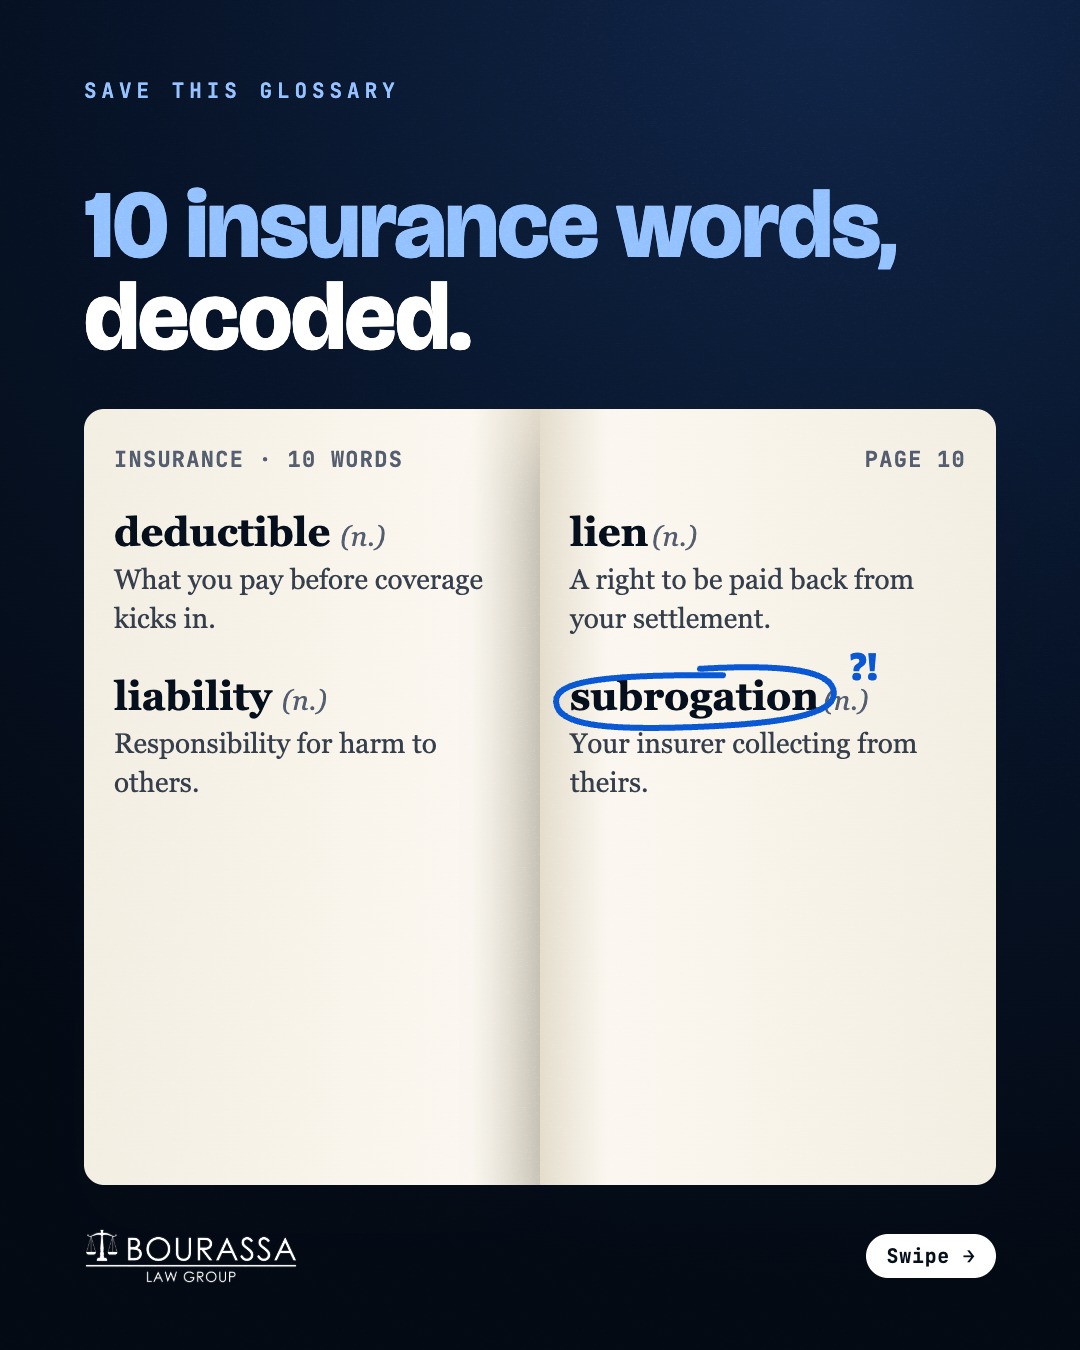 SAVE THIS GLOSSARY
10 insurance words,
decoded.
INSURANCE · 10 WORDS
deductible (n.)
What you pay before coverage
kicks in.
liability (n.)
Responsibility for harm to
others.
PAGE 10
lien (n.)
A right to be paid back from
your settlement.
?!
subrogation (n.)
Your insurer collecting from
theirs.
BOURASSA
LAW GROUP
Swipe →